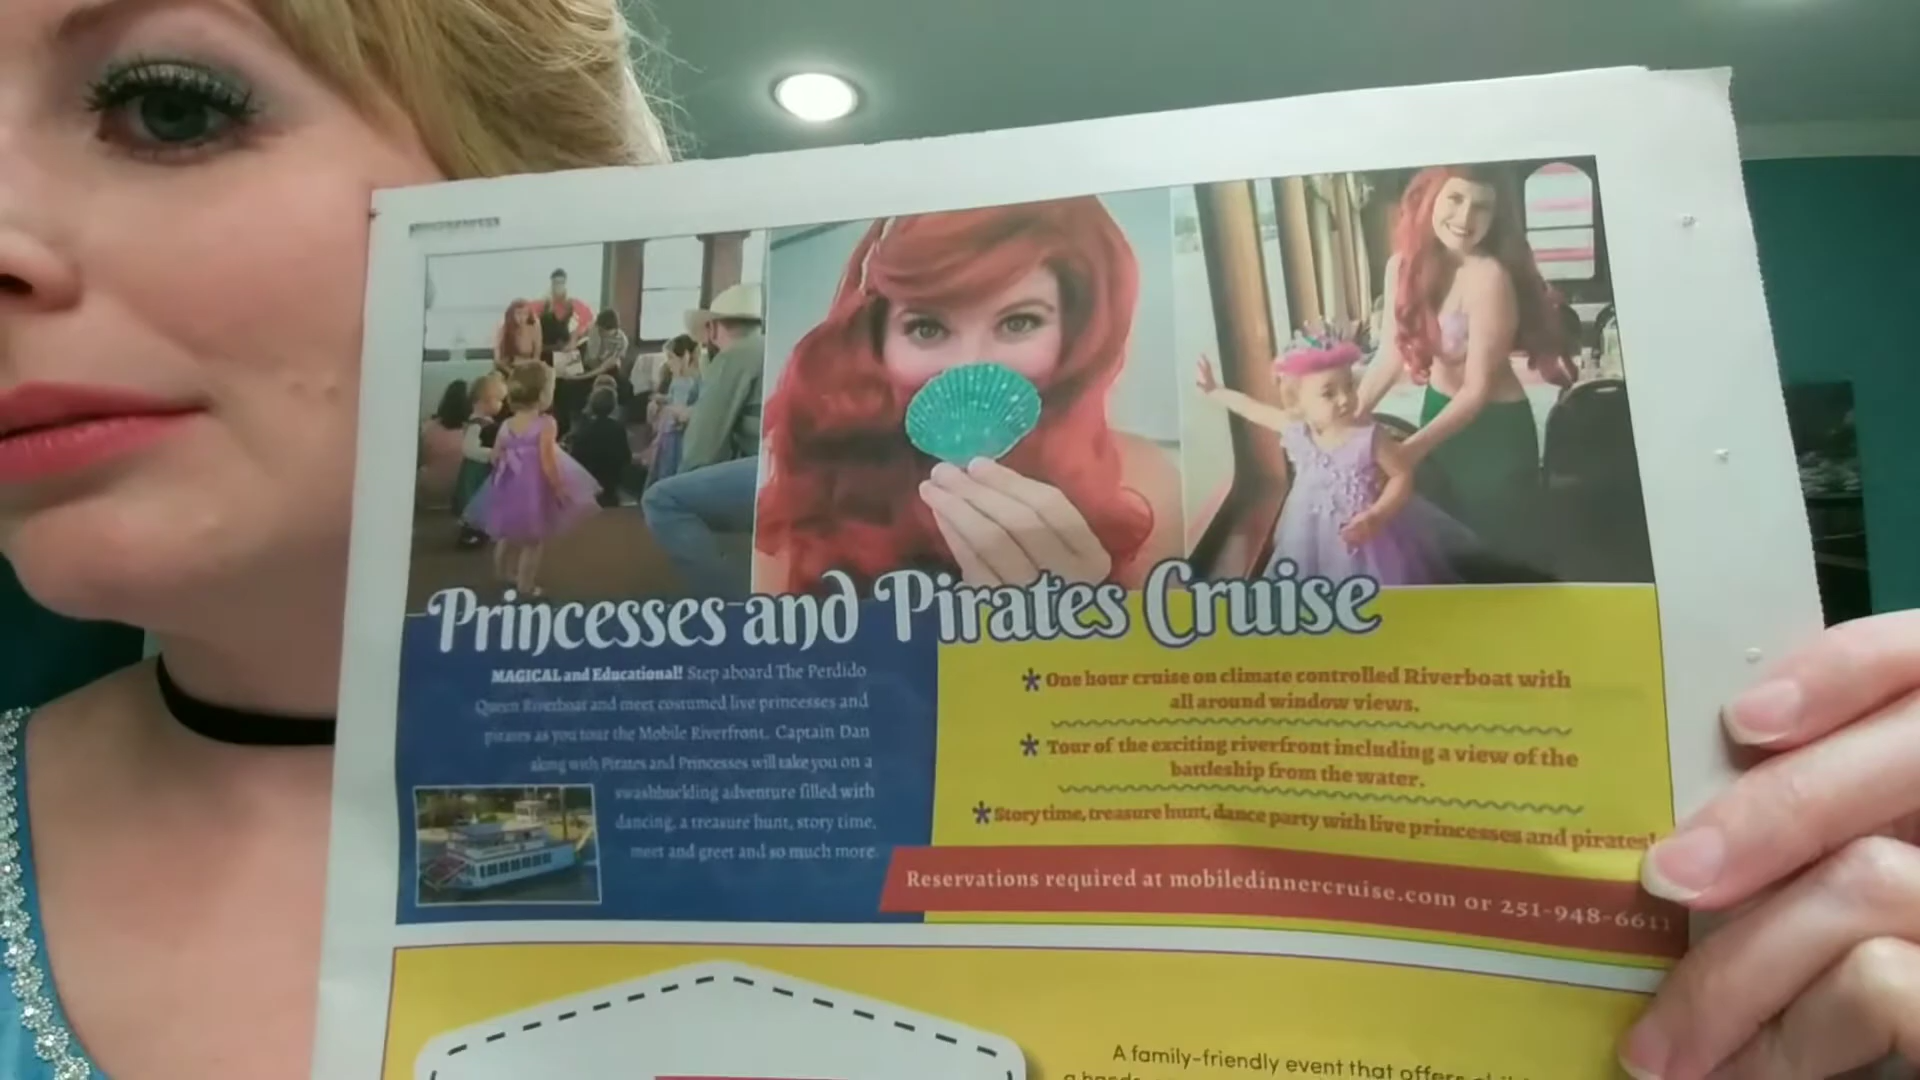 Princesses and Pirates Cruise
MAGICAL and Educational! Step aboard The Perdido
Queen Riverboat and meet costumed live princesses and
pirates as you tour the Mobile Riverfront. Captain Dan
along with Pirates and Princesses will take you on a
swashbuckling adventure filled with
dancing, a treasure hunt, story time,
meet and greet and so much more.
* One hour cruise on climate controlled Riverboat with
all around window views.
* Tour of the exciting riverfront including a view of the
battleship from the water.
* Story time, treasure hunt, dance party with live princesses and pirates!
Reservations required at mobiledinnercruise.com or 251-948-6611
A family-friendly event that offers